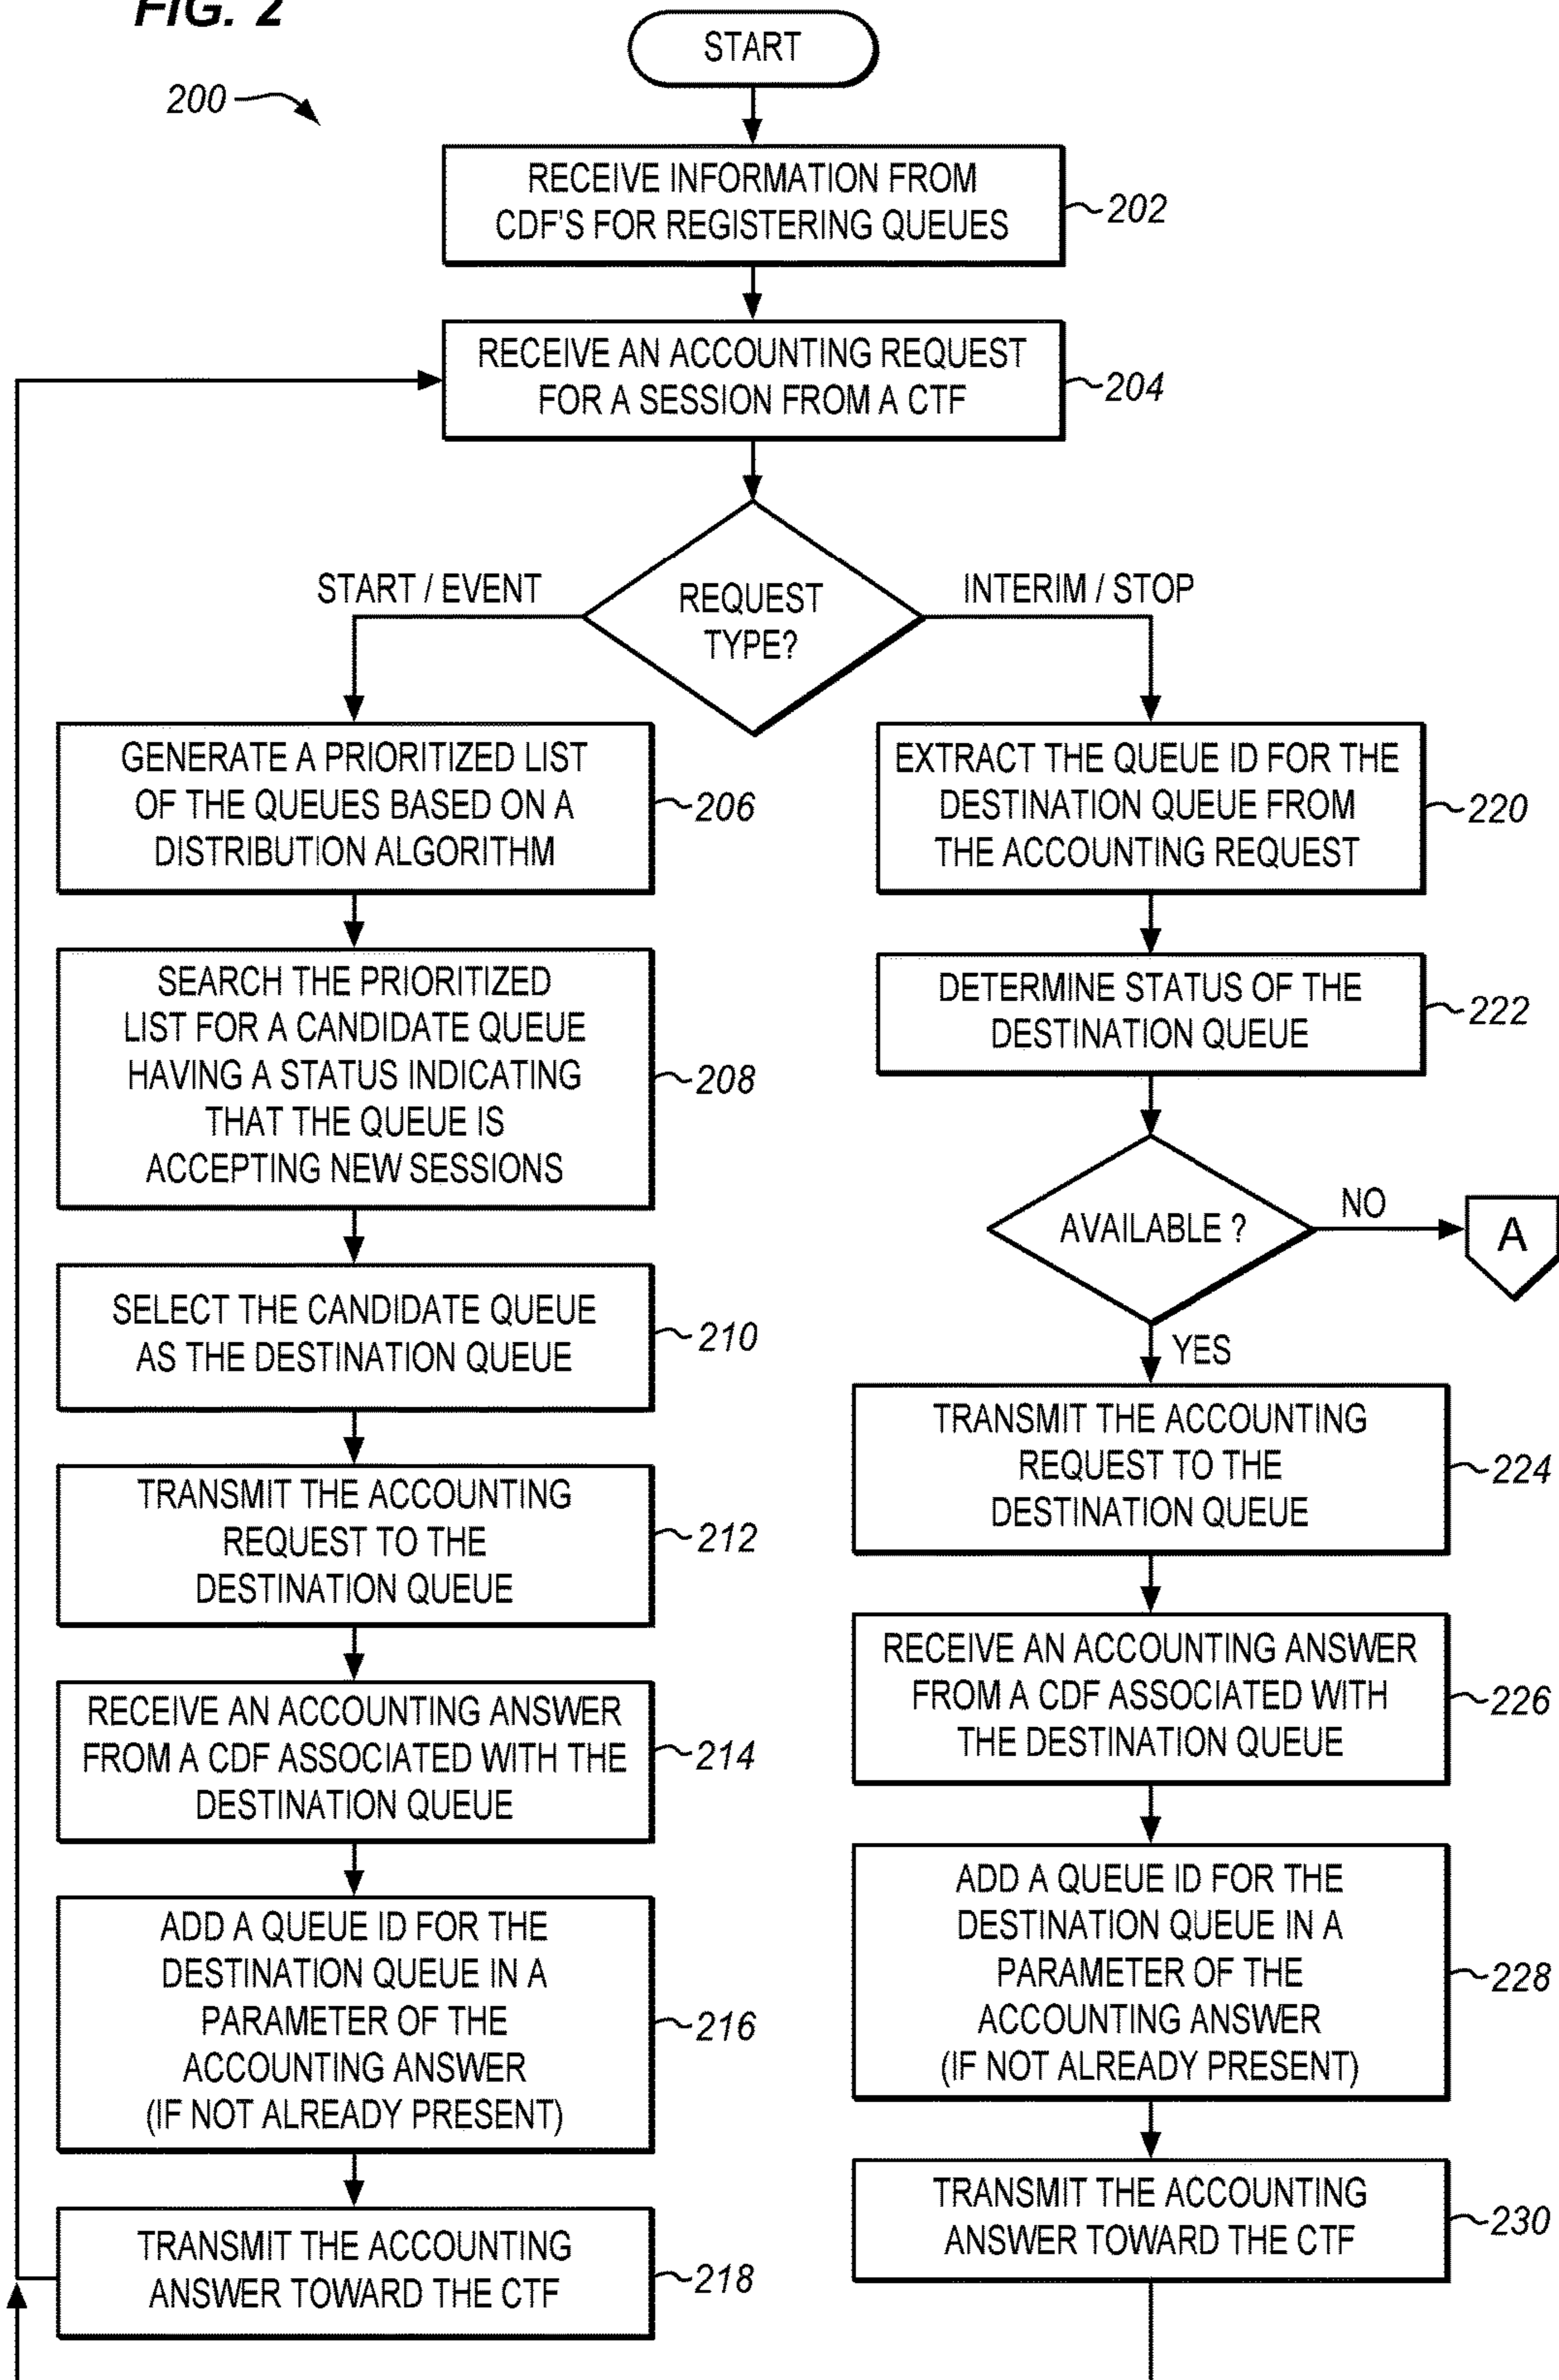 FIG. 2
200
START
RECEIVE INFORMATION FROM
CDF'S FOR REGISTERING QUEUES
202
RECEIVE AN ACCOUNTING REQUEST
FOR A SESSION FROM A CTF
204
REQUEST
TYPE?
START / EVENT
INTERIM / STOP
GENERATE A PRIORITIZED LIST
OF THE QUEUES BASED ON A
DISTRIBUTION ALGORITHM
206
SEARCH THE PRIORITIZED
LIST FOR A CANDIDATE QUEUE
HAVING A STATUS INDICATING
THAT THE QUEUE IS
ACCEPTING NEW SESSIONS
208
SELECT THE CANDIDATE QUEUE
AS THE DESTINATION QUEUE
210
TRANSMIT THE ACCOUNTING
REQUEST TO THE
DESTINATION QUEUE
212
RECEIVE AN ACCOUNTING ANSWER
FROM A CDF ASSOCIATED WITH THE
DESTINATION QUEUE
214
ADD A QUEUE ID FOR THE
DESTINATION QUEUE IN A
PARAMETER OF THE
ACCOUNTING ANSWER
(IF NOT ALREADY PRESENT)
216
TRANSMIT THE ACCOUNTING
ANSWER TOWARD THE CTF
218
EXTRACT THE QUEUE ID FOR THE
DESTINATION QUEUE FROM
THE ACCOUNTING REQUEST
220
DETERMINE STATUS OF THE
DESTINATION QUEUE
222
AVAILABLE ?
NO
A
YES
TRANSMIT THE ACCOUNTING
REQUEST TO THE
DESTINATION QUEUE
224
RECEIVE AN ACCOUNTING ANSWER
FROM A CDF ASSOCIATED WITH
THE DESTINATION QUEUE
226
ADD A QUEUE ID FOR THE
DESTINATION QUEUE IN A
PARAMETER OF THE
ACCOUNTING ANSWER
(IF NOT ALREADY PRESENT)
228
TRANSMIT THE ACCOUNTING
ANSWER TOWARD THE CTF
230